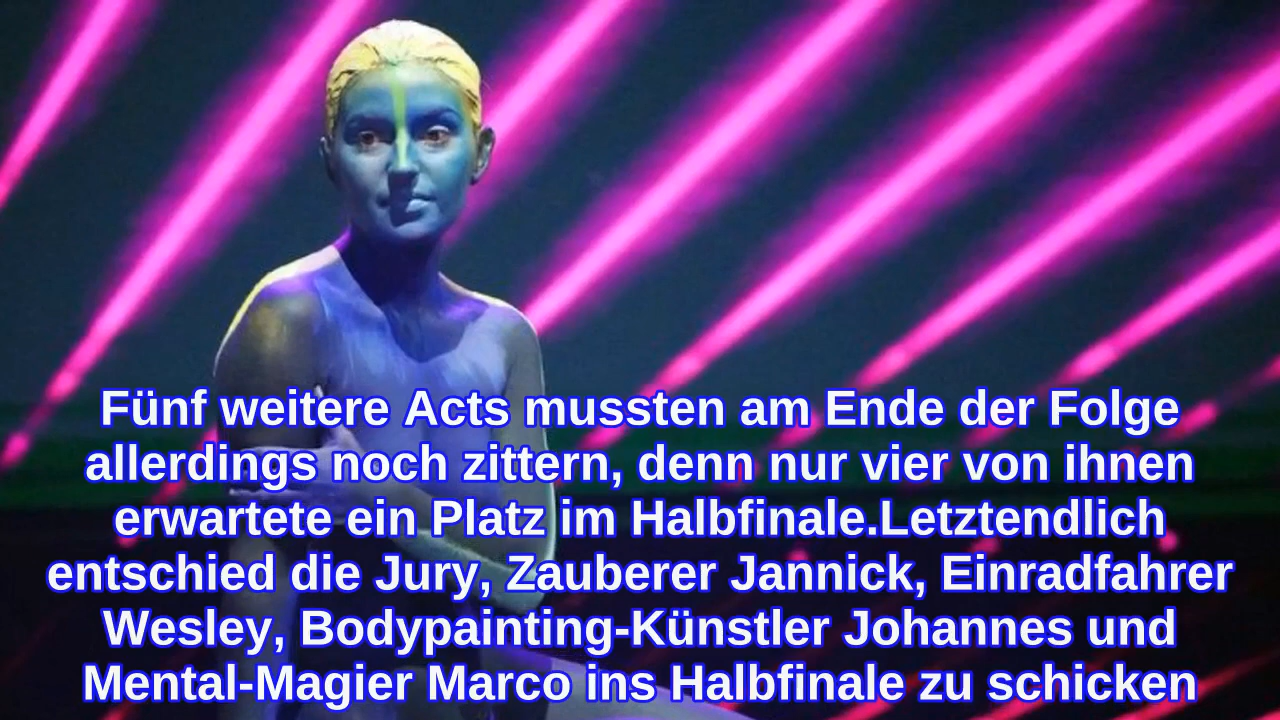 Fünf weitere Acts mussten am Ende der Folge
allerdings noch zittern, denn nur vier von ihnen
erwartete ein Platz im Halbfinale.Letztendlich
entschied die Jury, Zauberer Jannick, Einradfahrer
Wesley, Bodypainting-Künstler Johannes und
Mental-Magier Marco ins Halbfinale zu schicken